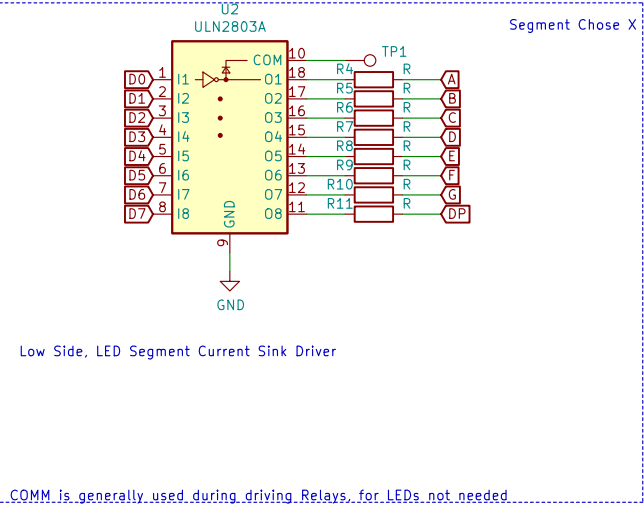 U2
ULN2803A
Segment Chose X
COM 10 TP1
D0 1 I1 O1 18 R4 R A
D1 2 I2 O2 17 R5 R B
D2 3 I3 O3 16 R6 R C
D3 4 I4 O4 15 R7 R D
D4 5 I5 O5 14 R8 R E
D5 6 I6 O6 13 R9 R F
D6 7 I7 O7 12 R10 R G
D7 8 I8 O8 11 R11 R DP
GND
9
GND
Low Side, LED Segment Current Sink Driver
COMM is generally used during driving Relays, for LEDs not needed